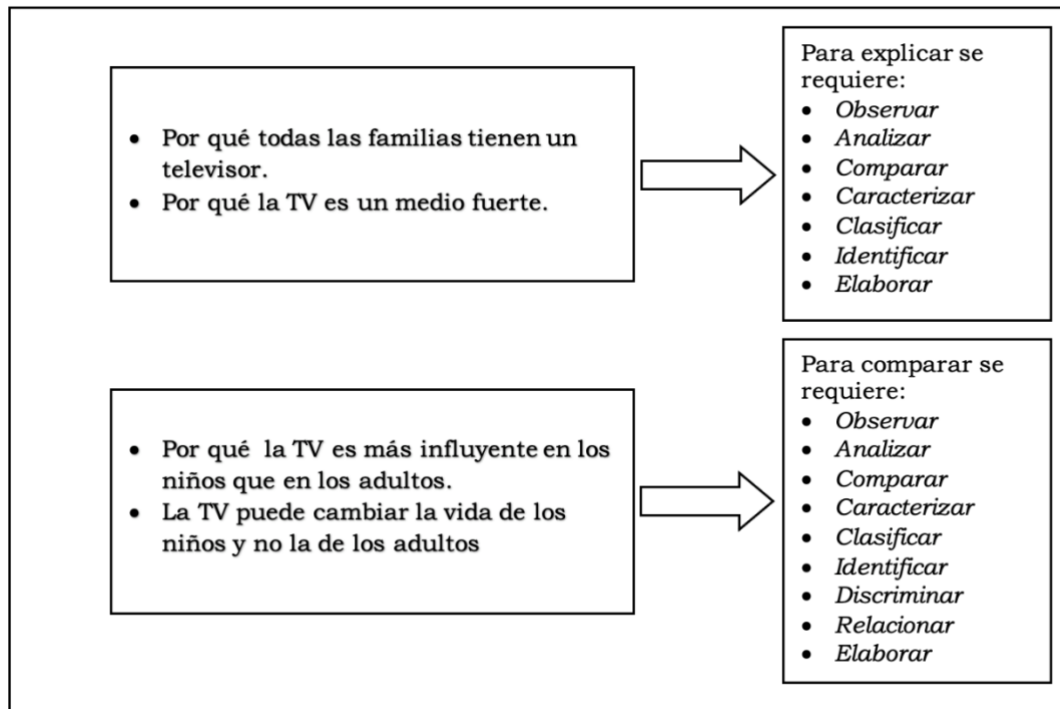 • Por qué todas las familias tienen un
televisor.
• Por qué la TV es un medio fuerte.
Para explicar se
requiere:
• Observar
• Analizar
• Comparar
• Caracterizar
• Clasificar
• Identificar
• Elaborar
• Por qué la TV es más influyente en los
niños que en los adultos.
• La TV puede cambiar la vida de los
niños y no la de los adultos
Para comparar se
requiere:
• Observar
• Analizar
• Comparar
• Caracterizar
• Clasificar
• Identificar
• Discriminar
• Relacionar
• Elaborar